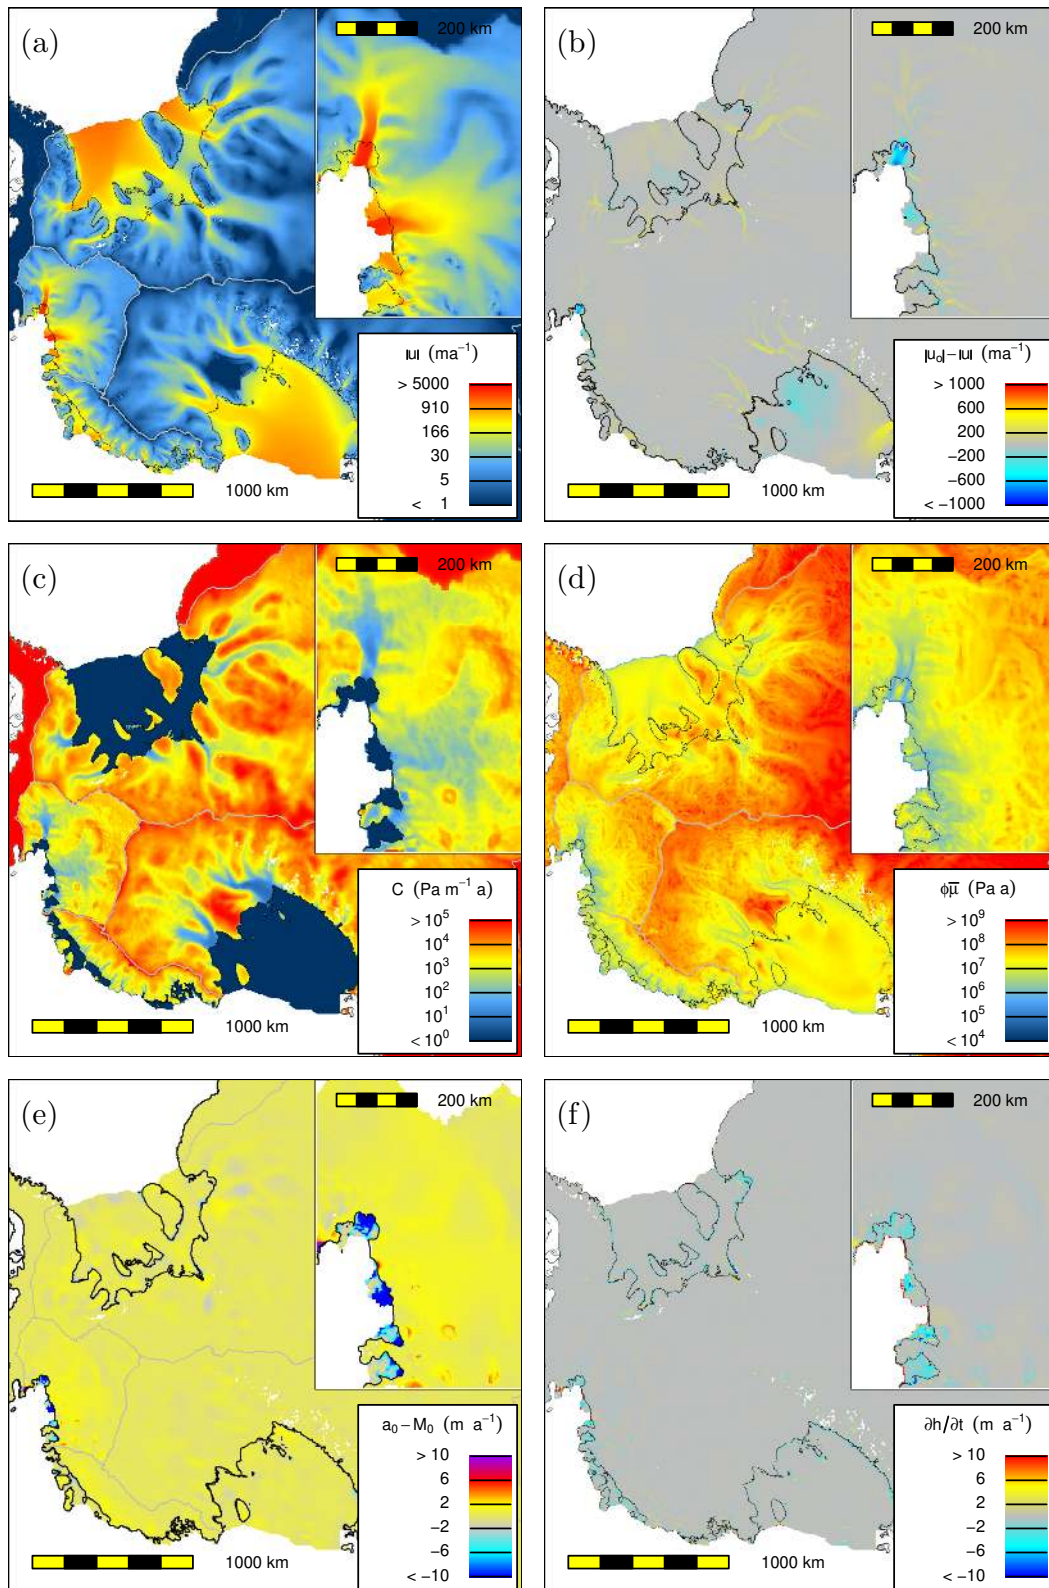 (a)
200 km
|u| (ma⁻¹)
> 5000
910
166
30
5
< 1
1000 km
(b)
200 km
|u₀|−|u| (ma⁻¹)
> 1000
600
200
−200
−600
< −1000
1000 km
(c)
200 km
C (Pa m⁻¹ a)
> 10⁵
10⁴
10³
10²
10¹
< 10⁰
1000 km
(d)
200 km
ϕμ̅ (Pa a)
> 10⁹
10⁸
10⁷
10⁶
10⁵
< 10⁴
1000 km
(e)
200 km
a₀−M₀ (m a⁻¹)
> 10
6
2
−2
−6
< −10
1000 km
(f)
200 km
∂h/∂t (m a⁻¹)
> 10
6
2
−2
−6
< −10
1000 km